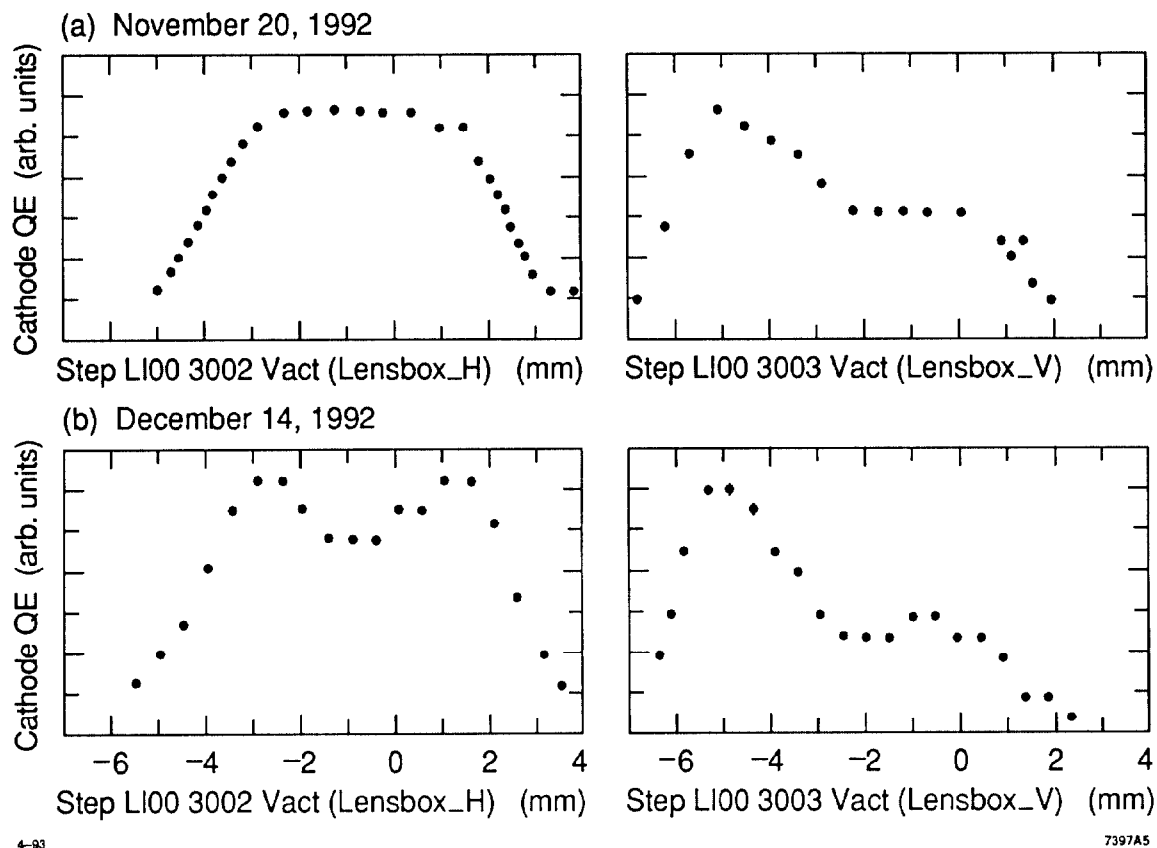 (a) November 20, 1992
Cathode QE (arb. units)
Step LI00 3002 Vact (Lensbox_H) (mm)
Step LI00 3003 Vact (Lensbox_V) (mm)
(b) December 14, 1992
Cathode QE (arb. units)
−6 −4 −2 0 2 4
−6 −4 −2 0 2 4
Step LI00 3002 Vact (Lensbox_H) (mm)
Step LI00 3003 Vact (Lensbox_V) (mm)
4–93
7397A5